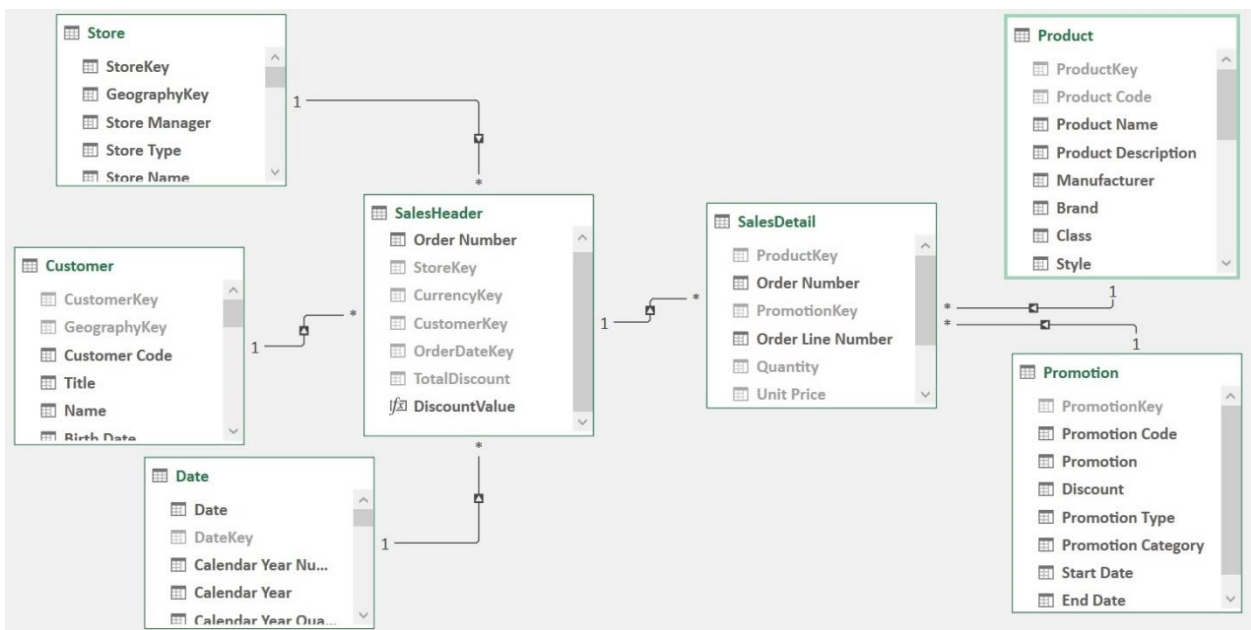 Store
StoreKey
GeographyKey
Store Manager
Store Type
Store Name
1
*
Customer
CustomerKey
GeographyKey
Customer Code
Title
Name
Birth Date
1
*
Date
Date
DateKey
Calendar Year Nu...
Calendar Year
Calendar Year Qua...
1
*
SalesHeader
Order Number
StoreKey
CurrencyKey
CustomerKey
OrderDateKey
TotalDiscount
DiscountValue
1
*
SalesDetail
ProductKey
Order Number
PromotionKey
Order Line Number
Quantity
Unit Price
*
*
Product
ProductKey
Product Code
Product Name
Product Description
Manufacturer
Brand
Class
Style
1
1
Promotion
PromotionKey
Promotion Code
Promotion
Discount
Promotion Type
Promotion Category
Start Date
End Date